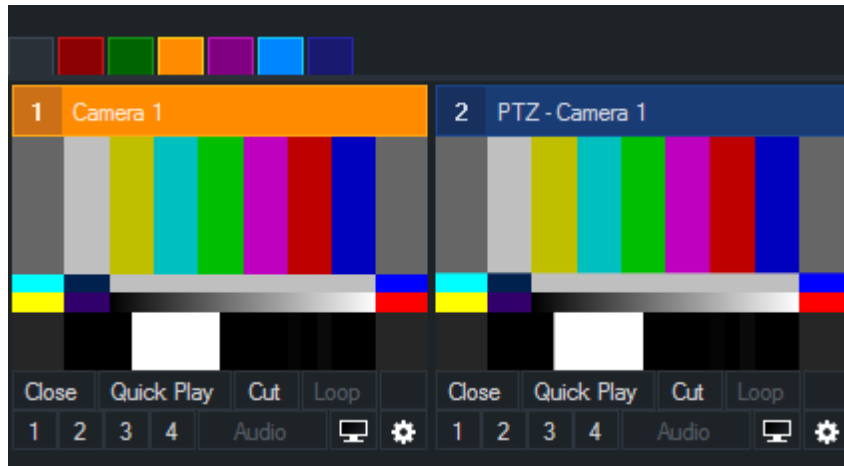 1 Camera 1
2 PTZ - Camera 1
Close Quick Play Cut Loop
Close Quick Play Cut Loop
1 2 3 4 Audio
1 2 3 4 Audio